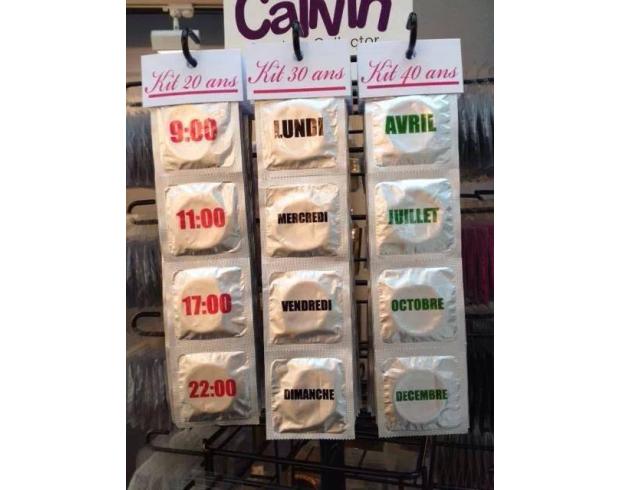 Calvin
Kit 20 ans
Kit 30 ans
Kit 40 ans
9:00
11:00
17:00
22:00
LUNDI
MERCREDI
VENDREDI
DIMANCHE
AVRIL
JUILLET
OCTOBRE
DECEMBRE